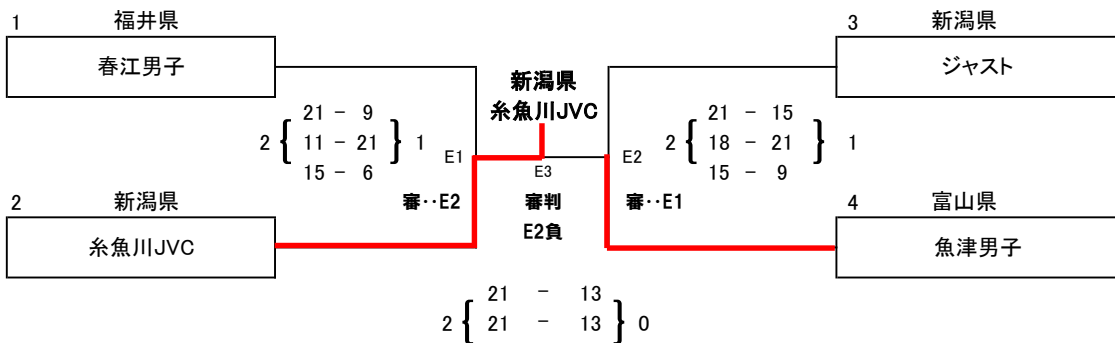 1 福井県
春江男子
3 新潟県
ジャスト
新潟県
糸魚川JVC
2 { 21 - 9
11 - 21
15 - 6 } 1
E1
E3
E2
2 { 21 - 15
18 - 21
15 - 9 } 1
2 新潟県
糸魚川JVC
審‥E2
審判
E2負
審‥E1
4 富山県
魚津男子
2 { 21 - 13
21 - 13 } 0